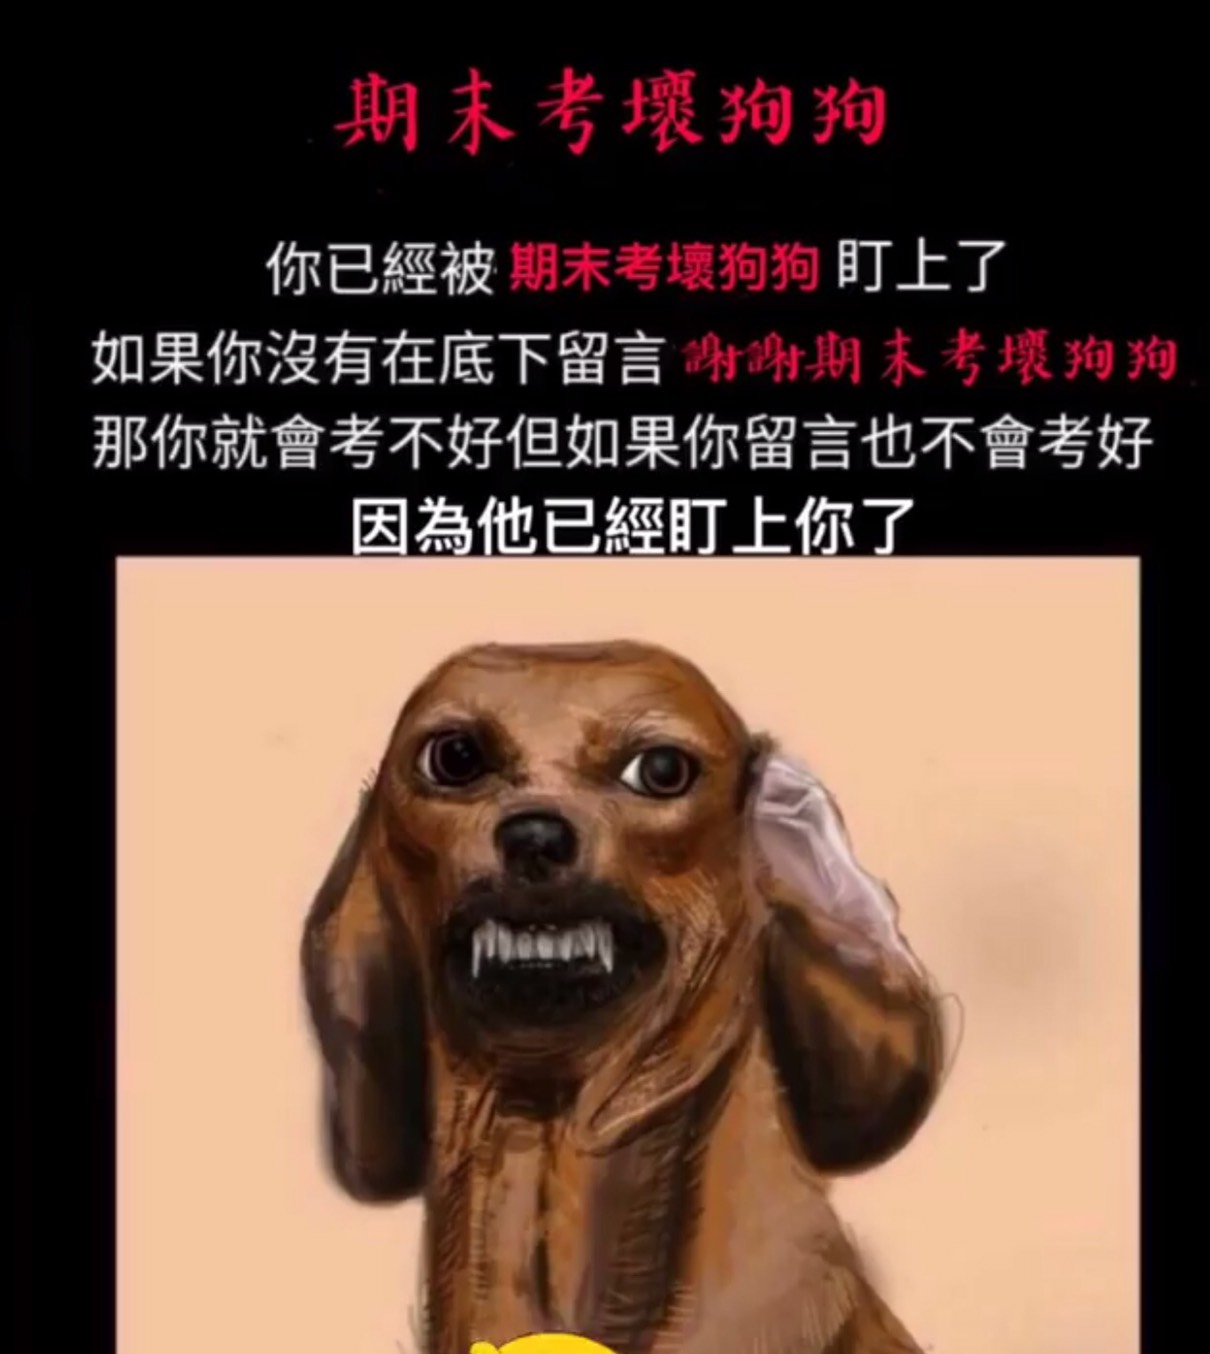 期末考壞狗狗
你已經被 期末考壞狗狗 盯上了
如果你沒有在底下留言 謝謝期末考壞狗狗
那你就會考不好但如果你留言也不會考好
因為他已經盯上你了